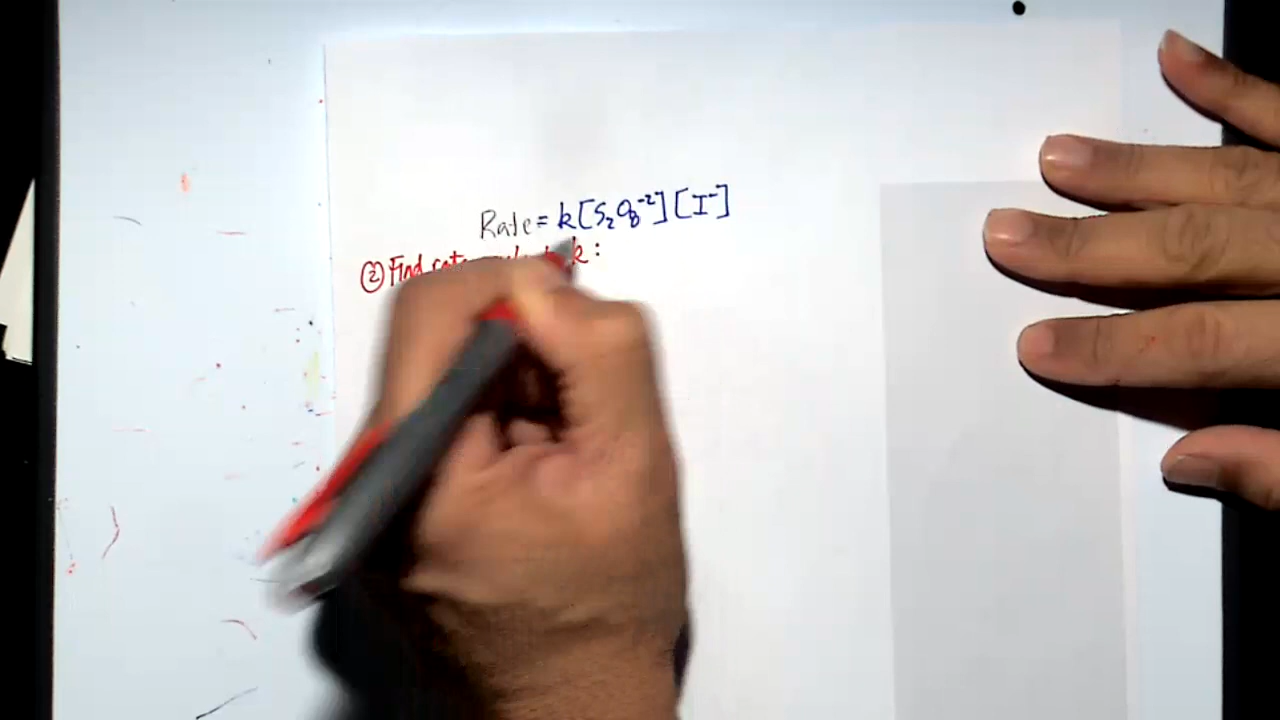 Rate = k[S₂O₈⁻²][I⁻]
② Find k: